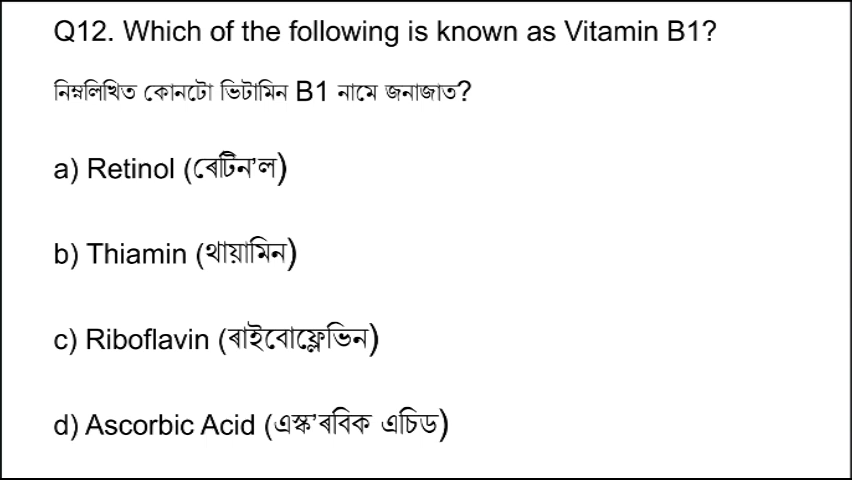 Q12. Which of the following is known as Vitamin B1?
নিম্নলিখিত কোনটো ভিটামিন B1 নামে জনাজাত?
a) Retinol (ৰেটিন'ল)
b) Thiamin (থায়ামিন)
c) Riboflavin (ৰাইবোফ্লেভিন)
d) Ascorbic Acid (এস্ক'ৰবিক এচিড)